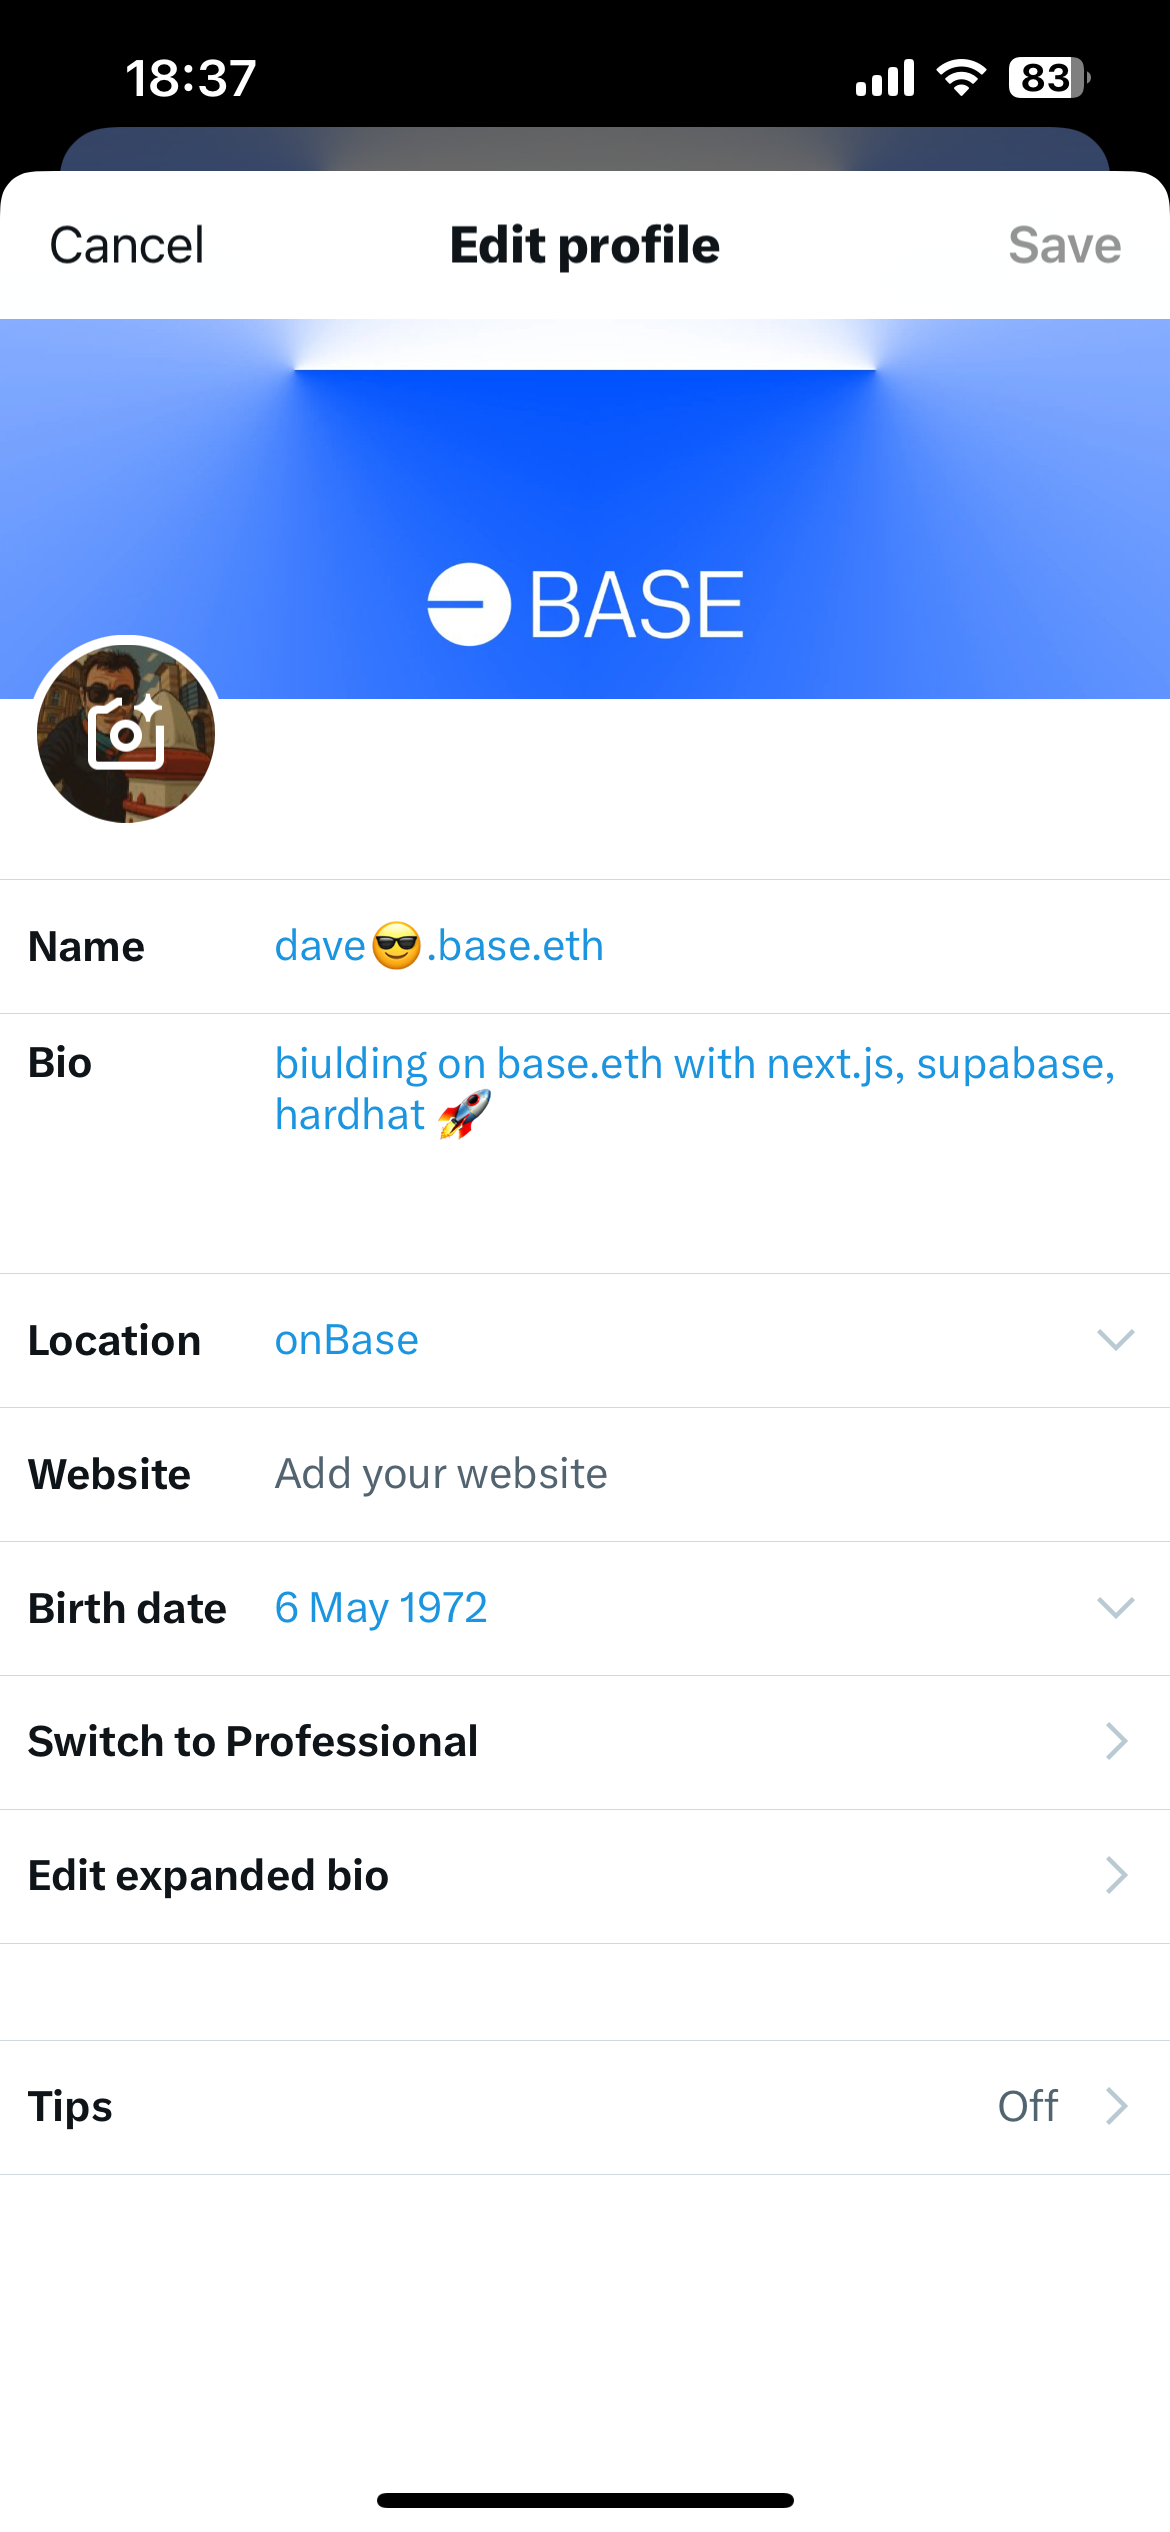 18:37
83
Cancel
Edit profile
Save
BASE
Name
dave😎.base.eth
Bio
biulding on base.eth with next.js, supabase,
hardhat 🚀
Location
onBase
Website
Add your website
Birth date
6 May 1972
Switch to Professional
Edit expanded bio
Tips
Off